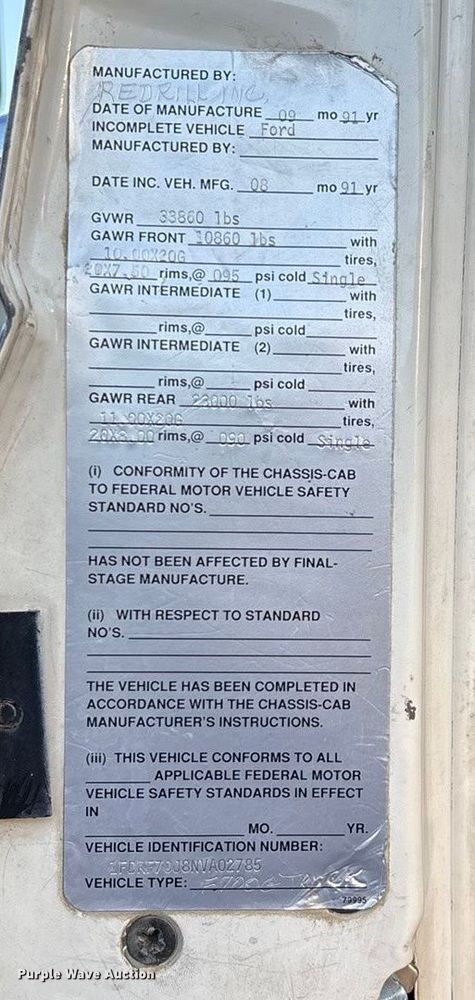 MANUFACTURED BY:
REDRILL INC.
DATE OF MANUFACTURE 09 mo 91 yr
INCOMPLETE VEHICLE Ford
MANUFACTURED BY:
DATE INC. VEH. MFG. 08 mo 91 yr
GVWR 33860 lbs
GAWR FRONT 10860 lbs with
10.00X20G tires,
20X7.50 rims,@ 095 psi cold Single
GAWR INTERMEDIATE (1) with
tires,
rims,@ psi cold
GAWR INTERMEDIATE (2) with
tires,
rims,@ psi cold
GAWR REAR 23000 lbs with
11.00X20G tires,
20X8.00 rims,@ 090 psi cold Single
(i) CONFORMITY OF THE CHASSIS-CAB
TO FEDERAL MOTOR VEHICLE SAFETY
STANDARD NO'S.
HAS NOT BEEN AFFECTED BY FINAL-
STAGE MANUFACTURE.
(ii) WITH RESPECT TO STANDARD
NO'S.
THE VEHICLE HAS BEEN COMPLETED IN
ACCORDANCE WITH THE CHASSIS-CAB
MANUFACTURER'S INSTRUCTIONS.
(iii) THIS VEHICLE CONFORMS TO ALL
APPLICABLE FEDERAL MOTOR
VEHICLE SAFETY STANDARDS IN EFFECT
IN
MO. YR.
VEHICLE IDENTIFICATION NUMBER:
VEHICLE TYPE: Truck
79995
Purple Wave Auction